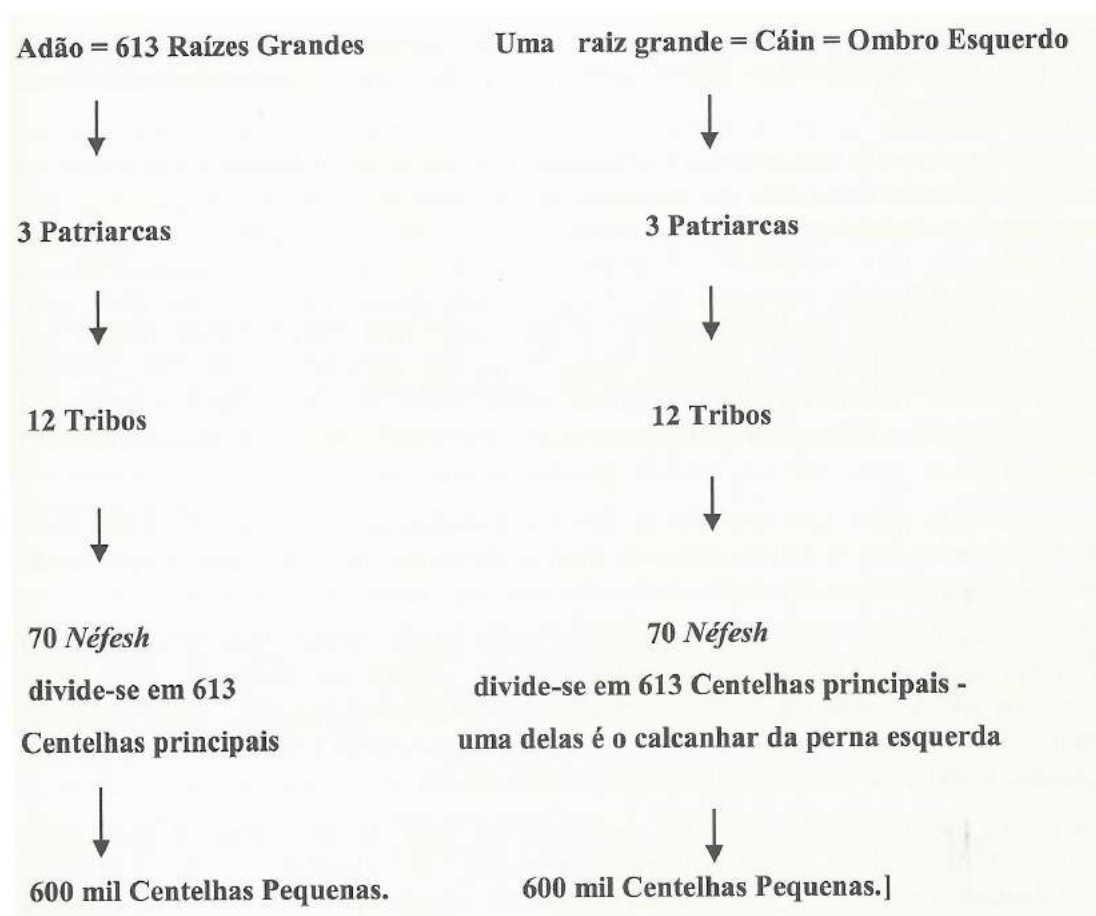 Adão = 613 Raízes Grandes
3 Patriarcas
12 Tribos
70 Néfesh
divide-se em 613
Centelhas principais
600 mil Centelhas Pequenas.
Uma raiz grande = Cáin = Ombro Esquerdo
3 Patriarcas
12 Tribos
70 Néfesh
divide-se em 613 Centelhas principais -
uma delas é o calcanhar da perna esquerda
600 mil Centelhas Pequenas.]